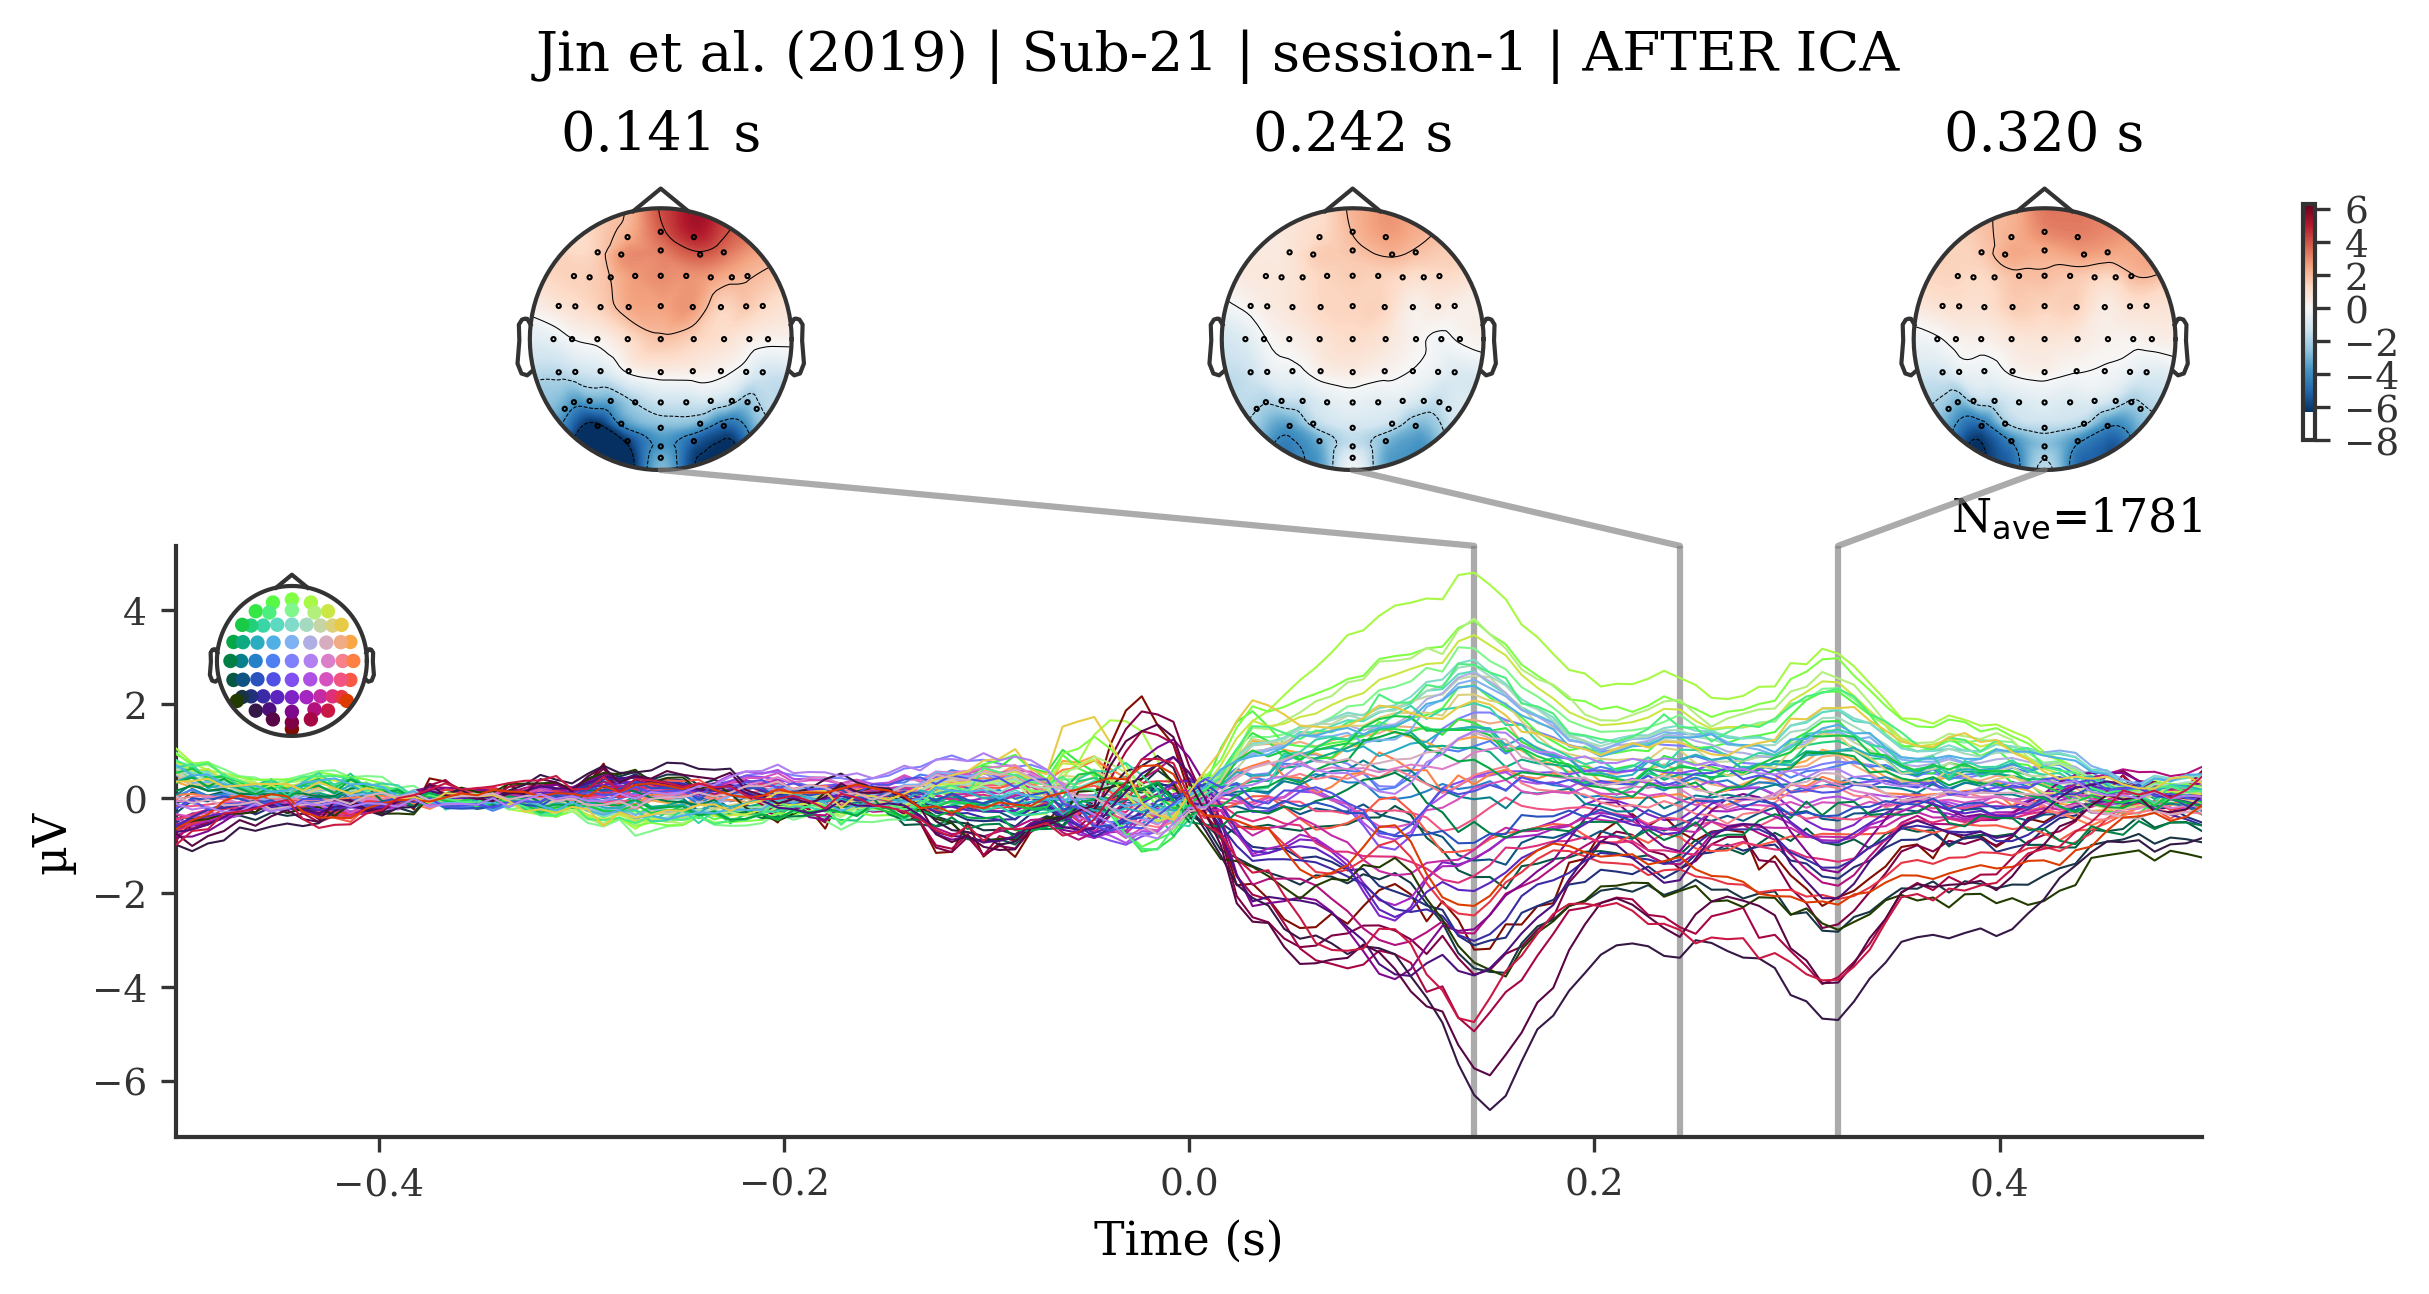 Jin et al. (2019) | Sub-21 | session-1 | AFTER ICA
0.141 s
0.242 s
0.320 s
6
4
2
0
−2
−4
−6
−8
Nave=1781
4
2
0
−2
−4
−6
µV
−0.4
−0.2
0.0
0.2
0.4
Time (s)